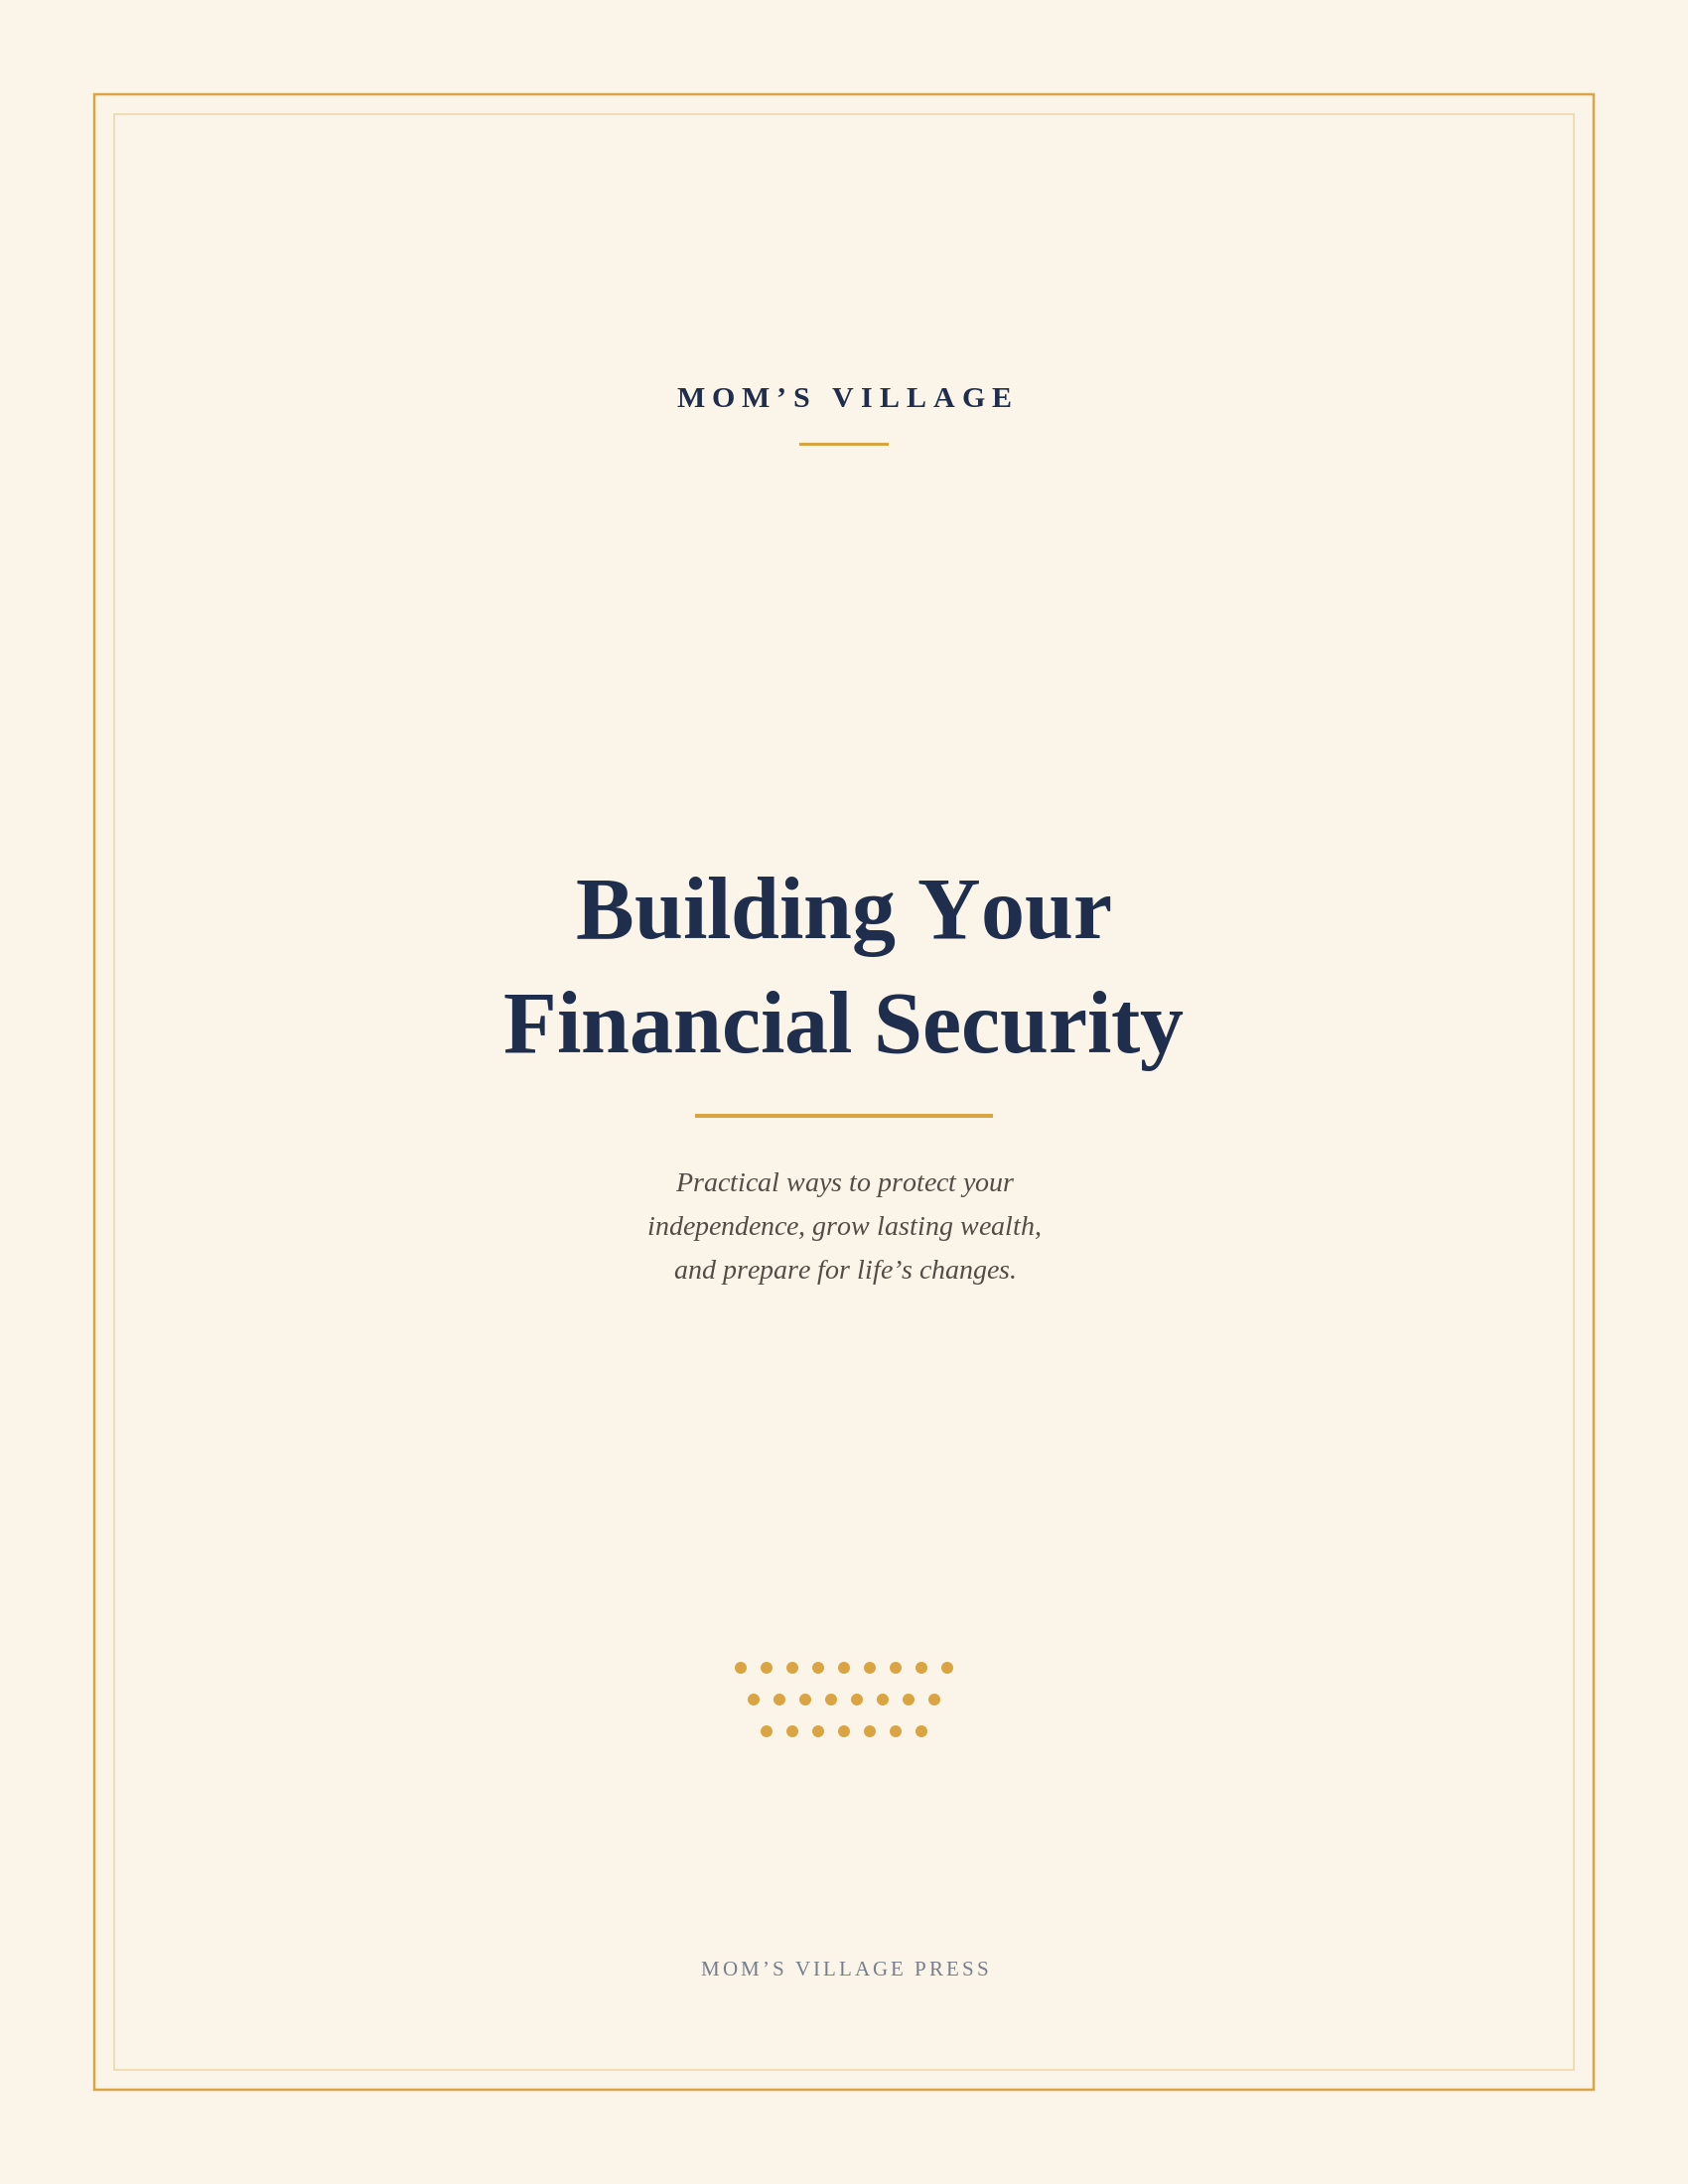 MOM’S VILLAGE
Building Your
Financial Security
Practical ways to protect your
independence, grow lasting wealth,
and prepare for life’s changes.
MOM’S VILLAGE PRESS